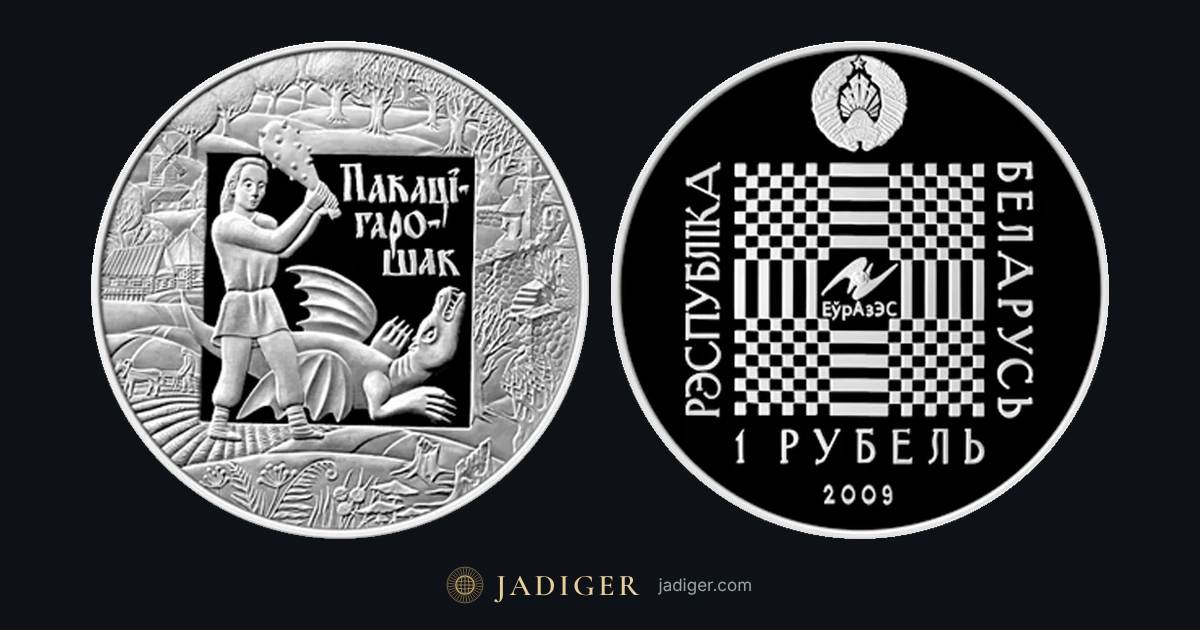 Пакаці-
гаро-
шак
РЭСПУБЛІКА
БЕЛАРУСЬ
ЕўрАзЭС
1 РУБЕЛЬ
2009
JADIGER jadiger.com